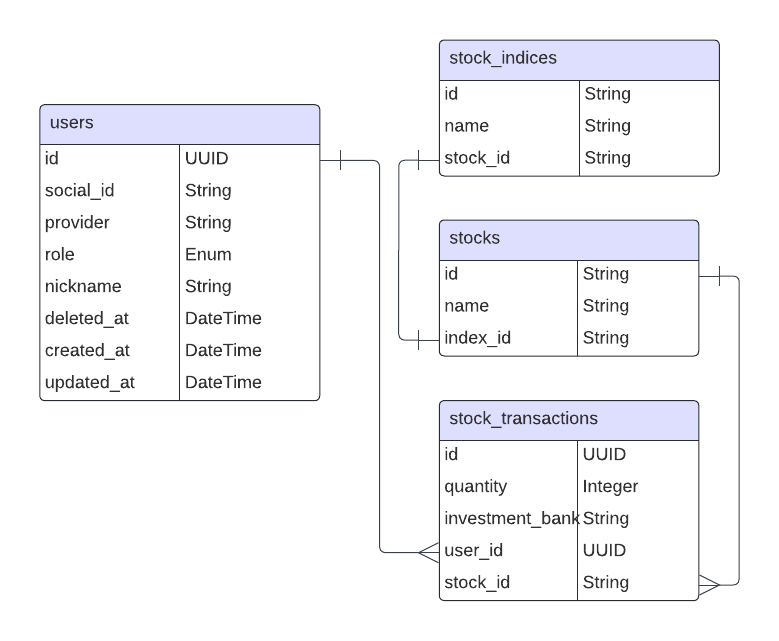 users
id UUID
social_id String
provider String
role Enum
nickname String
deleted_at DateTime
created_at DateTime
updated_at DateTime
stock_indices
id String
name String
stock_id String
stocks
id String
name String
index_id String
stock_transactions
id UUID
quantity Integer
investment_bank String
user_id UUID
stock_id String